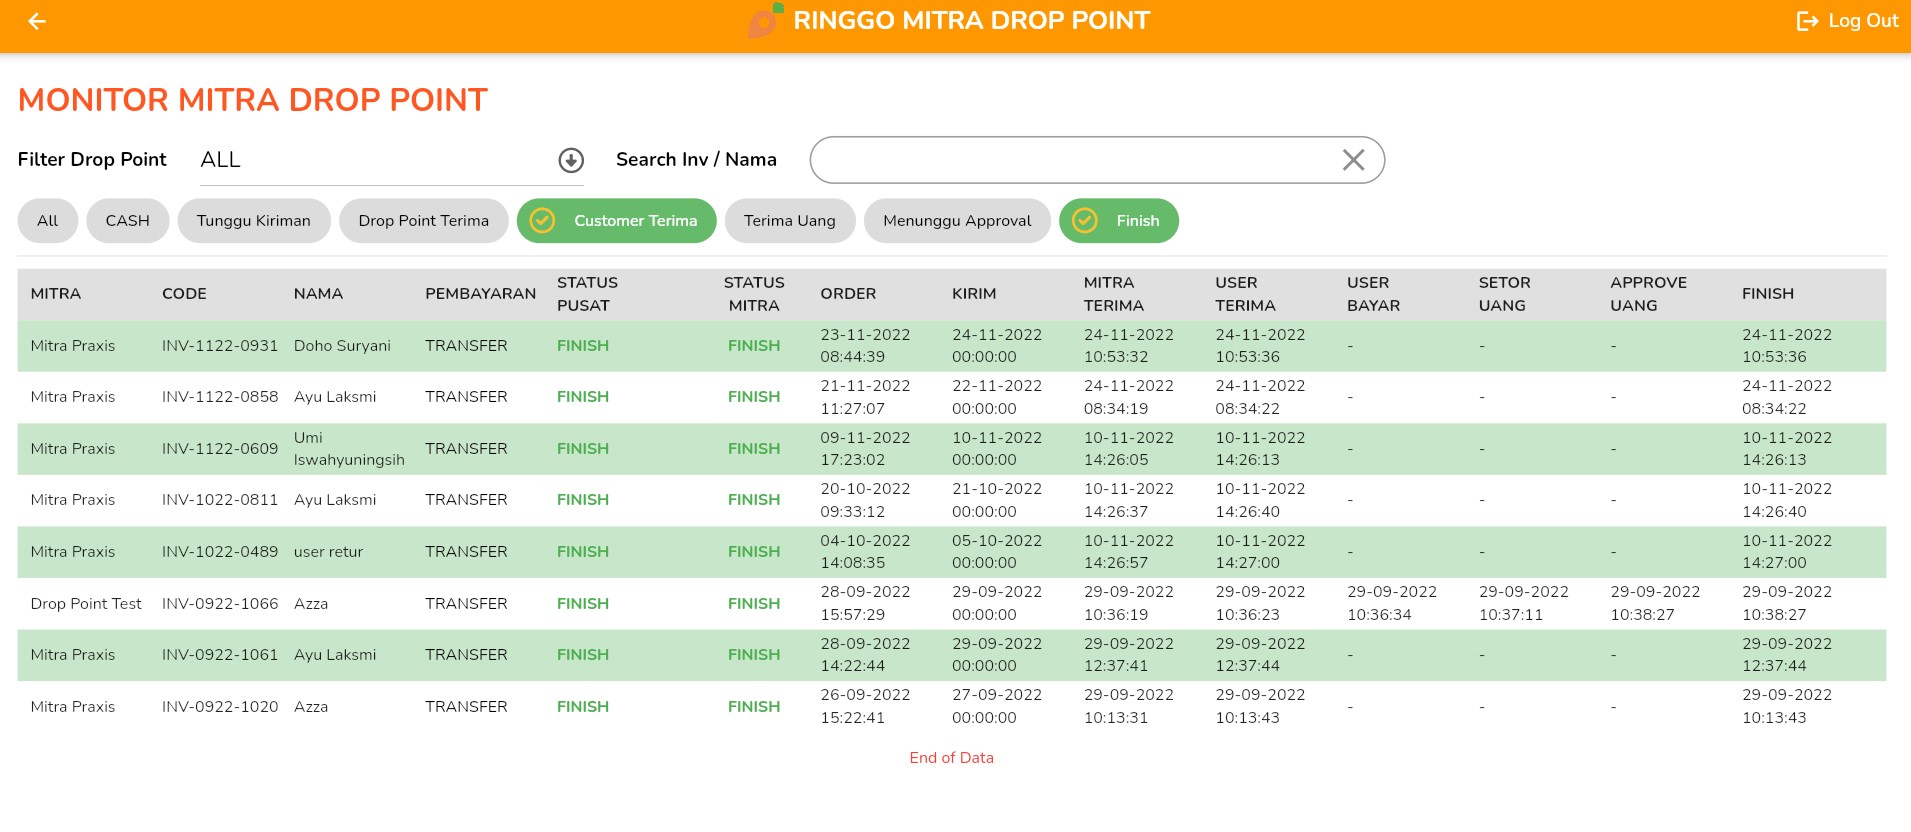 RINGGO MITRA DROP POINT
Log Out
MONITOR MITRA DROP POINT
Filter Drop Point ALL Search Inv / Nama
All CASH Tunggu Kiriman Drop Point Terima Customer Terima Terima Uang Menunggu Approval Finish
MITRA CODE NAMA PEMBAYARAN STATUS PUSAT STATUS MITRA ORDER KIRIM MITRA TERIMA USER TERIMA USER BAYAR SETOR UANG APPROVE UANG FINISH
Mitra Praxis INV-1122-0931 Doho Suryani TRANSFER FINISH FINISH 23-11-2022 08:44:39 24-11-2022 00:00:00 24-11-2022 10:53:32 24-11-2022 10:53:36 - - - 24-11-2022 10:53:36
Mitra Praxis INV-1122-0858 Ayu Laksmi TRANSFER FINISH FINISH 21-11-2022 11:27:07 22-11-2022 00:00:00 24-11-2022 08:34:19 24-11-2022 08:34:22 - - - 24-11-2022 08:34:22
Mitra Praxis INV-1122-0609 Umi Iswahyuningsih TRANSFER FINISH FINISH 09-11-2022 17:23:02 10-11-2022 00:00:00 10-11-2022 14:26:05 10-11-2022 14:26:13 - - - 10-11-2022 14:26:13
Mitra Praxis INV-1022-0811 Ayu Laksmi TRANSFER FINISH FINISH 20-10-2022 09:33:12 21-10-2022 00:00:00 10-11-2022 14:26:37 10-11-2022 14:26:40 - - - 10-11-2022 14:26:40
Mitra Praxis INV-1022-0489 user retur TRANSFER FINISH FINISH 04-10-2022 14:08:35 05-10-2022 00:00:00 10-11-2022 14:26:57 10-11-2022 14:27:00 - - - 10-11-2022 14:27:00
Drop Point Test INV-0922-1066 Azza TRANSFER FINISH FINISH 28-09-2022 15:57:29 29-09-2022 00:00:00 29-09-2022 10:36:19 29-09-2022 10:36:23 29-09-2022 10:36:34 29-09-2022 10:37:11 29-09-2022 10:38:27 29-09-2022 10:38:27
Mitra Praxis INV-0922-1061 Ayu Laksmi TRANSFER FINISH FINISH 28-09-2022 14:22:44 29-09-2022 00:00:00 29-09-2022 12:37:41 29-09-2022 12:37:44 - - - 29-09-2022 12:37:44
Mitra Praxis INV-0922-1020 Azza TRANSFER FINISH FINISH 26-09-2022 15:22:41 27-09-2022 00:00:00 29-09-2022 10:13:31 29-09-2022 10:13:43 - - - 29-09-2022 10:13:43
End of Data